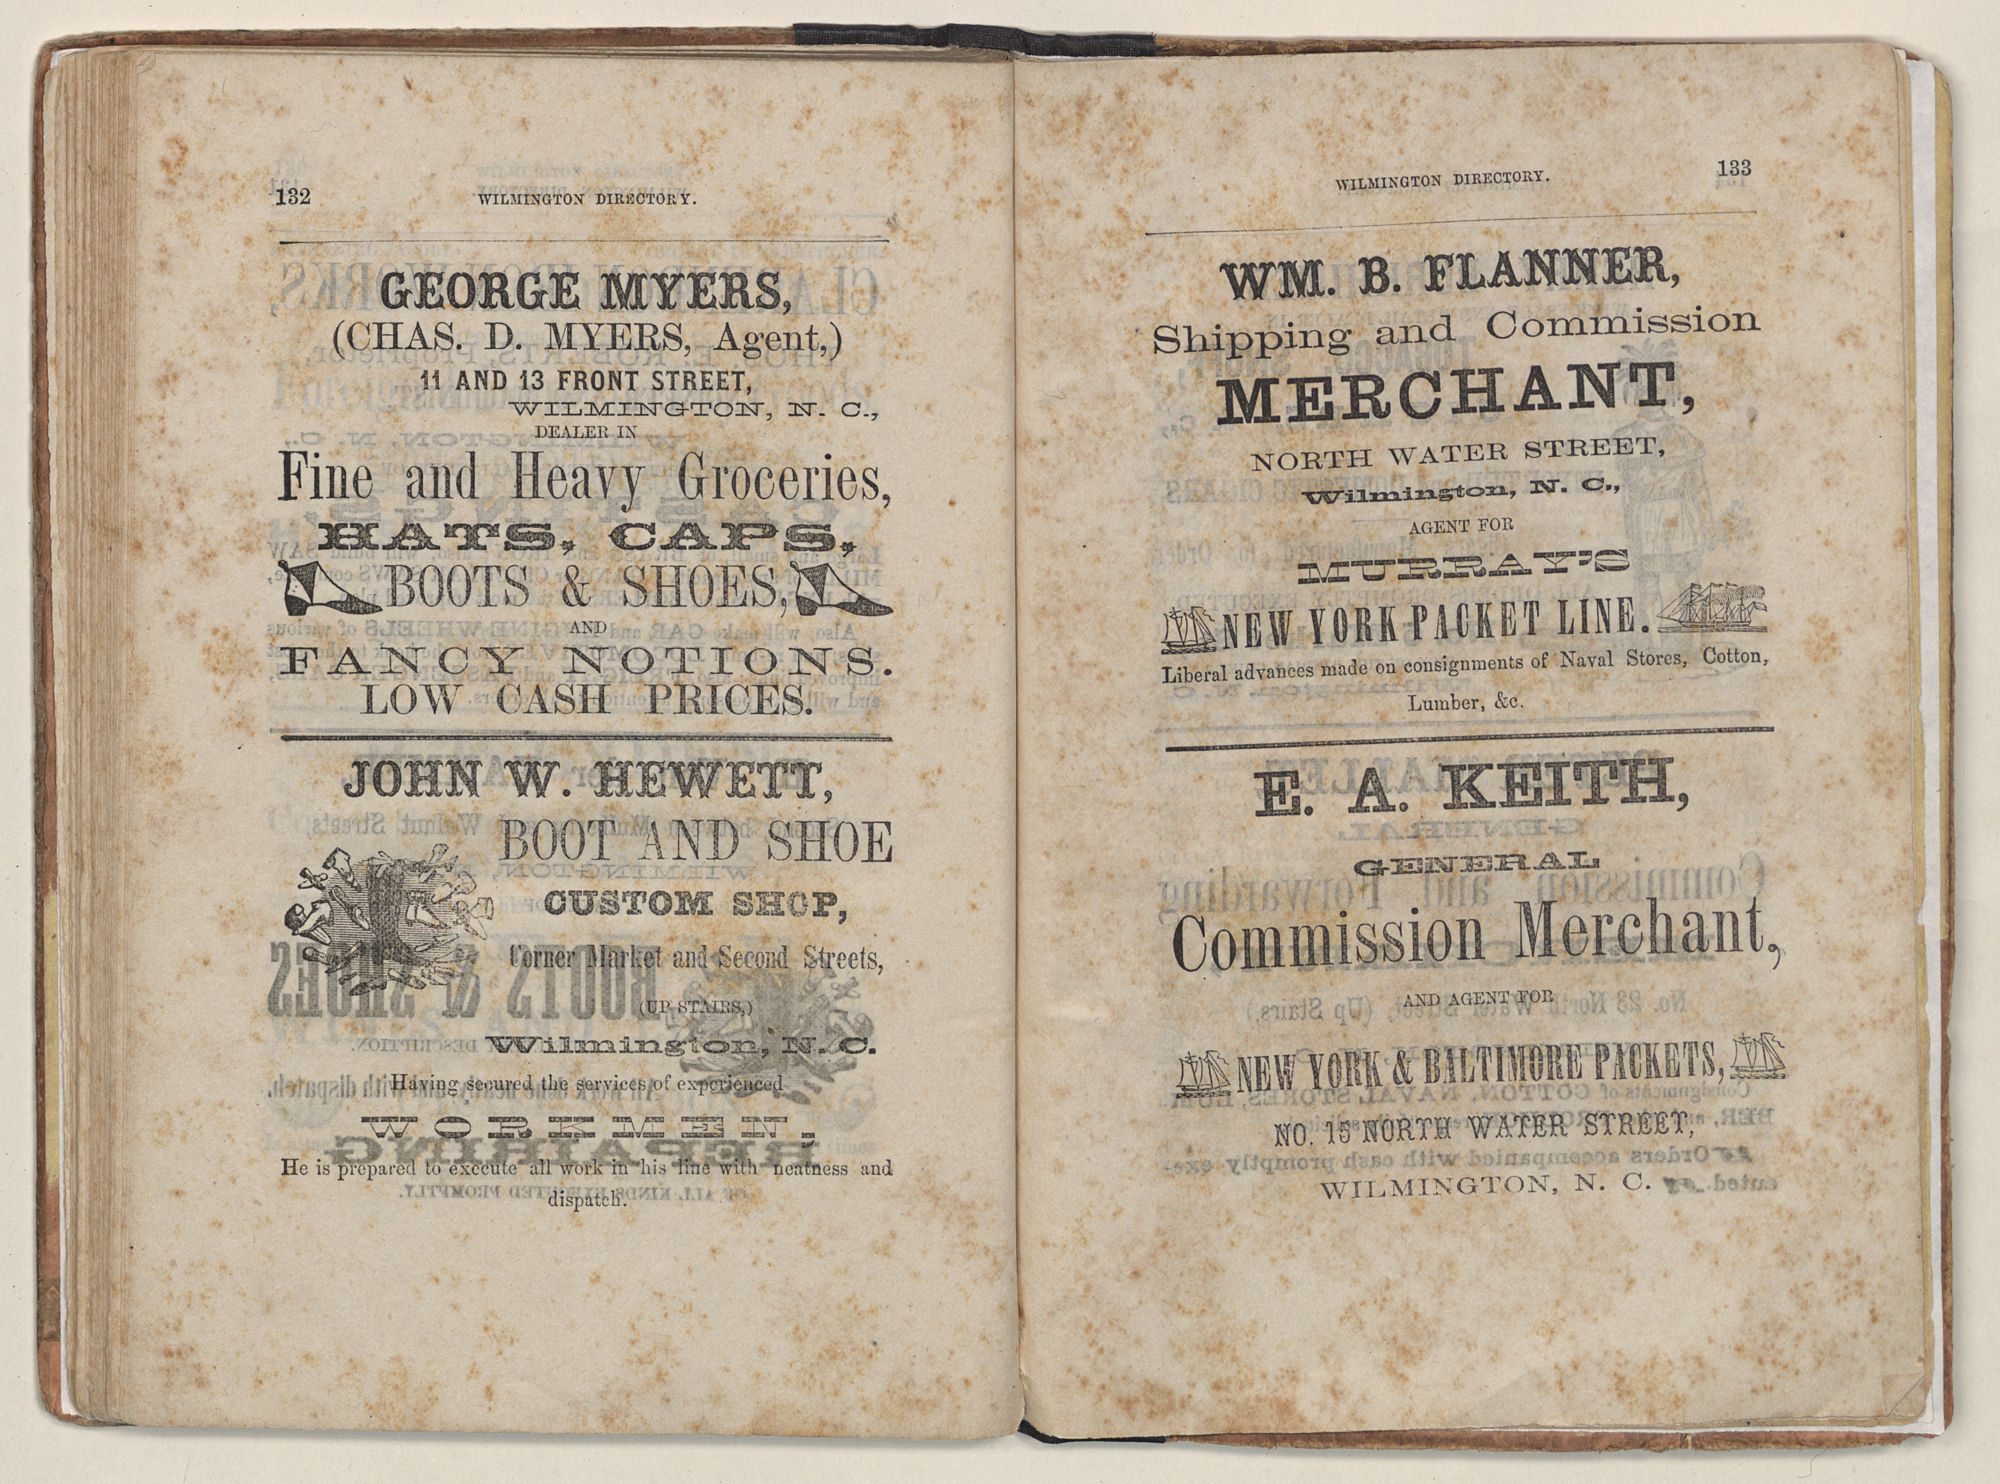 132
WILMINGTON DIRECTORY.
GEORGE MYERS,
(CHAS. D. MYERS, Agent,)
11 AND 13 FRONT STREET,
WILMINGTON, N. C.,
DEALER IN
Fine and Heavy Groceries,
HATS, CAPS,
BOOTS & SHOES,
AND
FANCY NOTIONS.
LOW CASH PRICES.
JOHN W. HEWETT,
BOOT AND SHOE
CUSTOM SHOP,
Corner Market and Second Streets,
(UP STAIRS,)
Wilmington, N. C.
Having secured the services of experienced
WORKMEN,
He is prepared to execute all work in his line with neatness and
dispatch.
WILMINGTON DIRECTORY.
133
WM. B. FLANNER,
Shipping and Commission
MERCHANT,
NORTH WATER STREET,
Wilmington, N. C.,
AGENT FOR
MURRAY'S
NEW YORK PACKET LINE.
Liberal advances made on consignments of Naval Stores, Cotton,
Lumber, &c.
E. A. KEITH,
GENERAL
Commission Merchant,
AND AGENT FOR
NEW YORK & BALTIMORE PACKETS,
NO. 15 NORTH WATER STREET,
WILMINGTON, N. C.